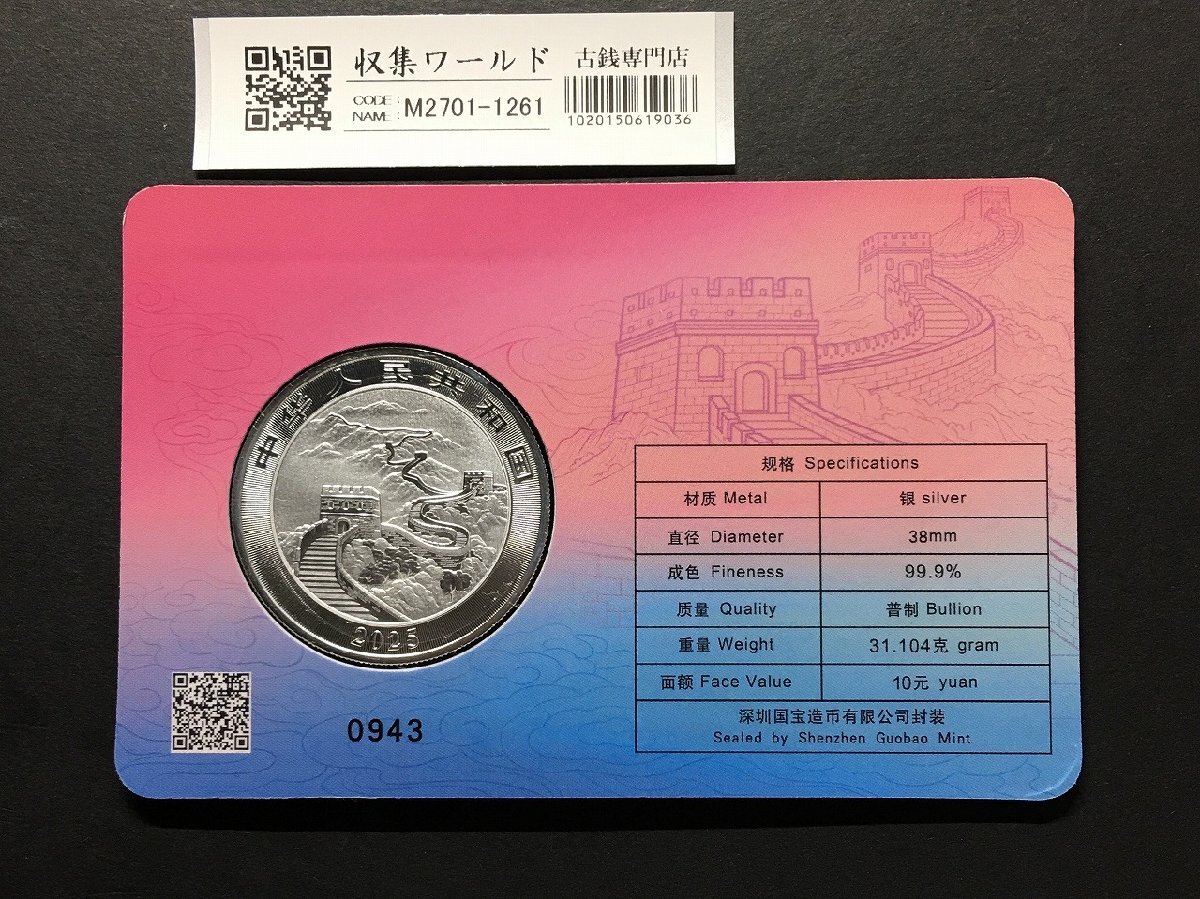 収集ワールド 古銭専門店
CODE NAME: M2701-1261
1020150619036
中华人民共和国
2025
0943
规格 Specifications
材质 Metal 银 silver
直径 Diameter 38mm
成色 Fineness 99.9%
质量 Quality 普制 Bullion
重量 Weight 31.104克 gram
面额 Face Value 10元 yuan
深圳国宝造币有限公司封装
Sealed by Shenzhen Guobao Mint